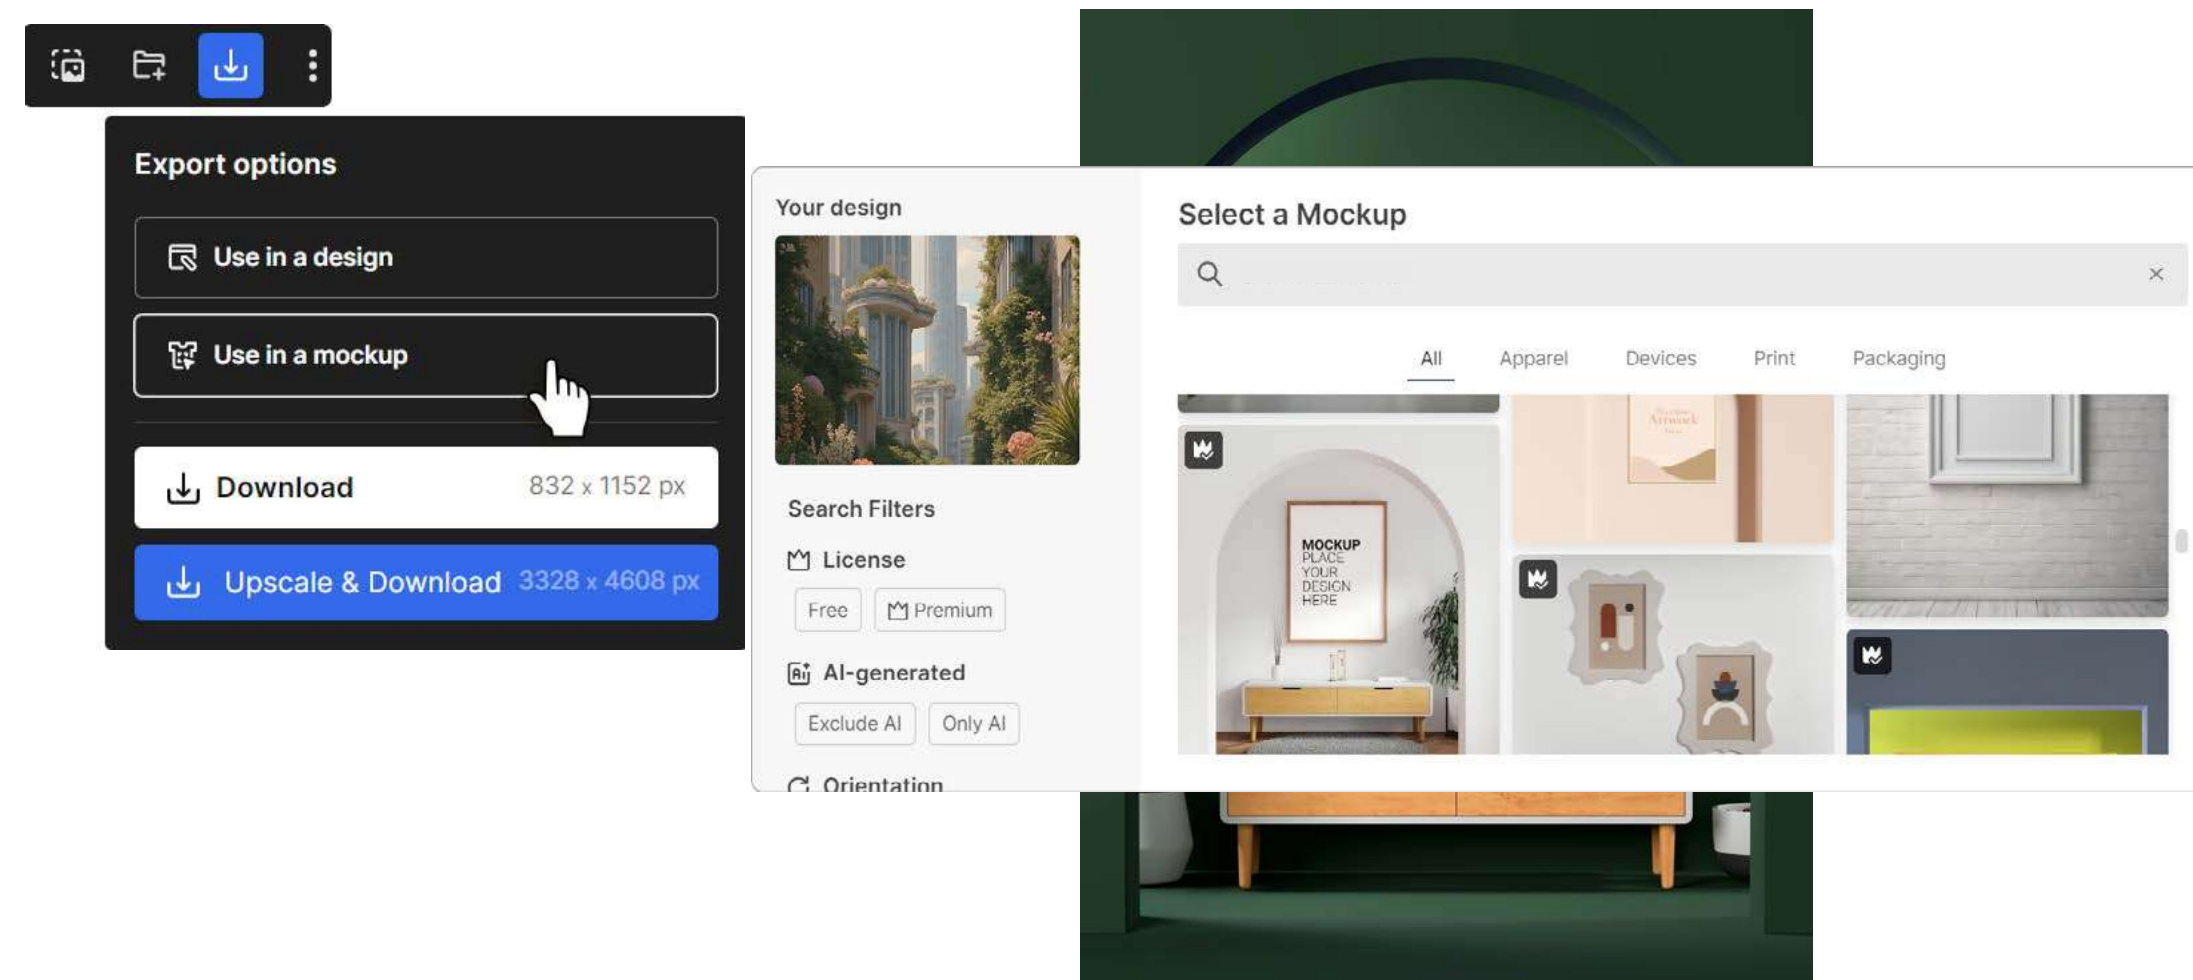 Export options
Use in a design
Use in a mockup
Download 832 x 1152 px
Upscale & Download 3328 x 4608 px
Your design
Search Filters
License
Free Premium
AI-generated
Exclude AI Only AI
Orientation
Select a Mockup
All Apparel Devices Print Packaging
Artwork
MOCKUP
PLACE
YOUR
DESIGN
HERE